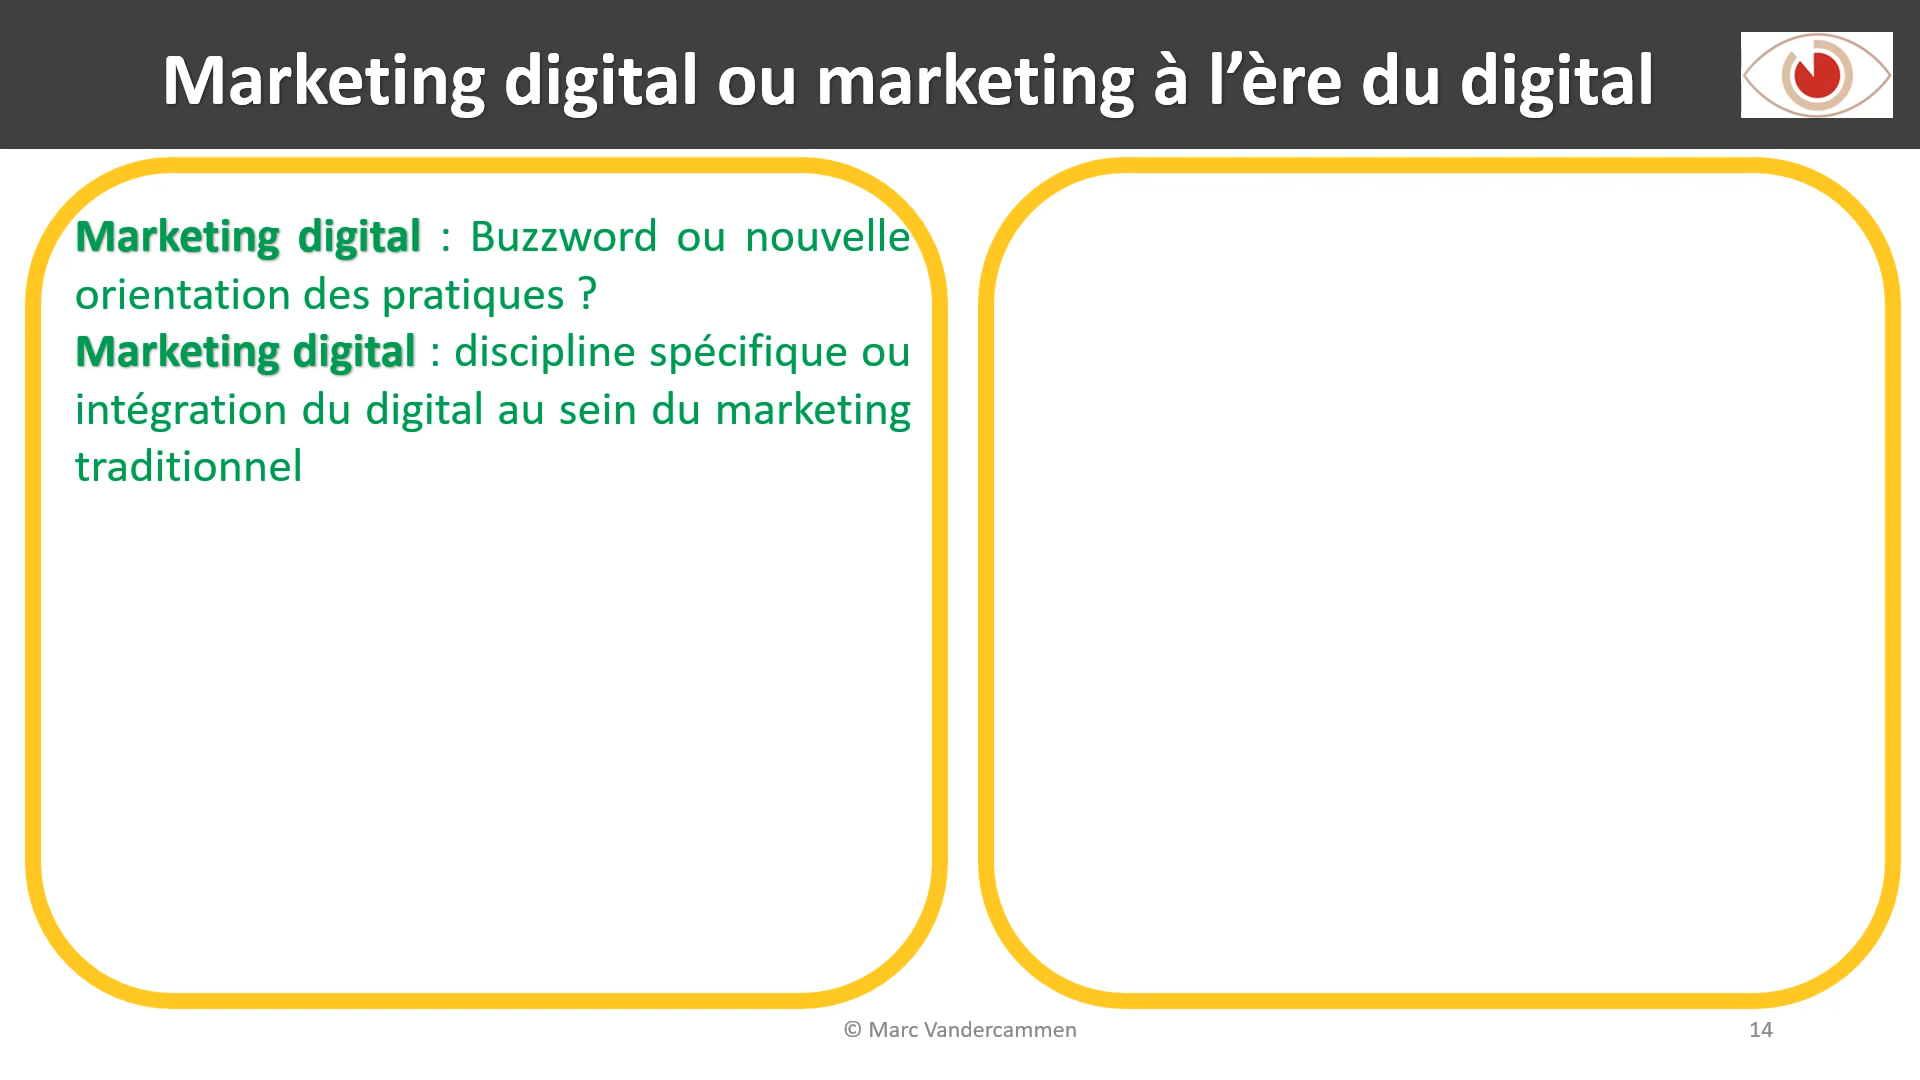 Marketing digital ou marketing à l’ère du digital
Marketing digital : Buzzword ou nouvelle
orientation des pratiques ?
Marketing digital : discipline spécifique ou
intégration du digital au sein du marketing
traditionnel
© Marc Vandercammen
14